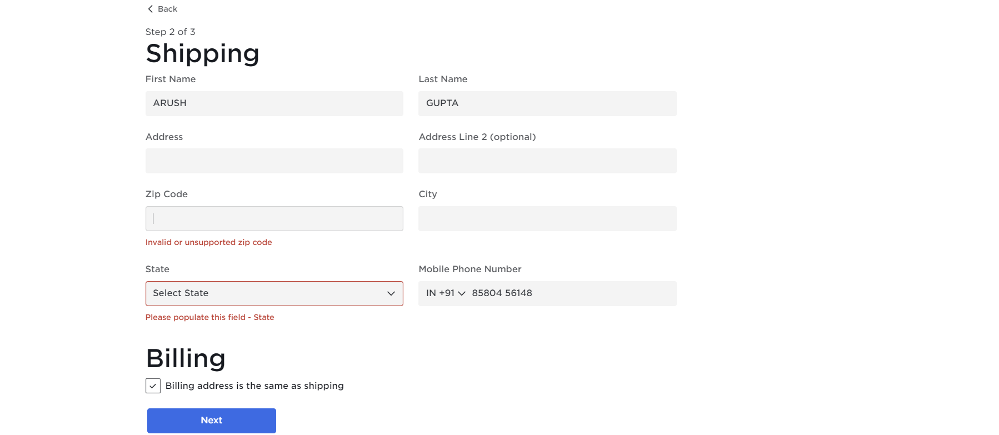 Back
Step 2 of 3
Shipping
First Name
Last Name
ARUSH
GUPTA
Address
Address Line 2 (optional)
Zip Code
City
Invalid or unsupported zip code
State
Mobile Phone Number
Select State
IN +91 85804 56148
Please populate this field - State
Billing
Billing address is the same as shipping
Next